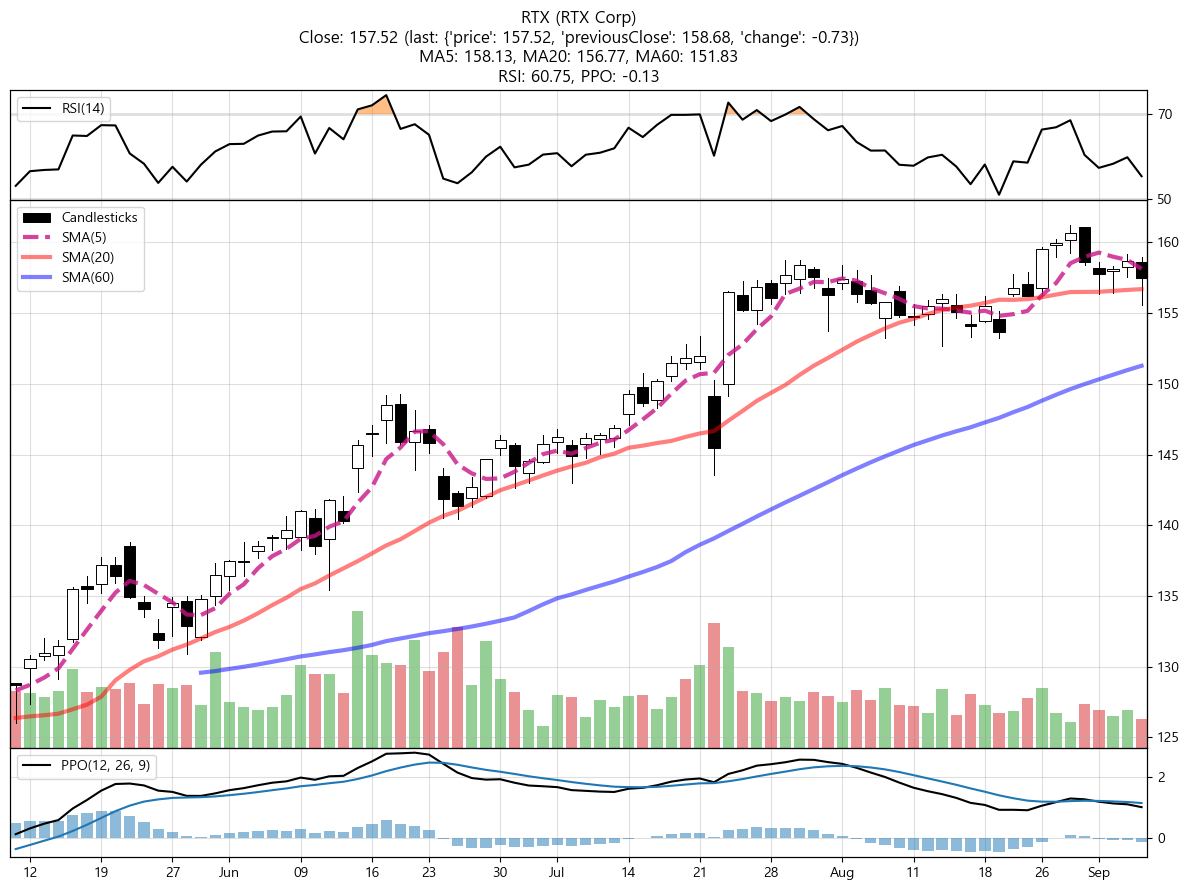 RTX (RTX Corp)
Close: 157.52 (last: {'price': 157.52, 'previousClose': 158.68, 'change': -0.73})
MA5: 158.13, MA20: 156.77, MA60: 151.83
RSI: 60.75, PPO: -0.13
RSI(14)
70
50
Candlesticks
SMA(5)
SMA(20)
SMA(60)
160
155
150
145
140
135
130
125
PPO(12, 26, 9)
2
0
12 19 27 Jun 09 16 23 Jul 14 21 28 Aug 11 18 26 Sep